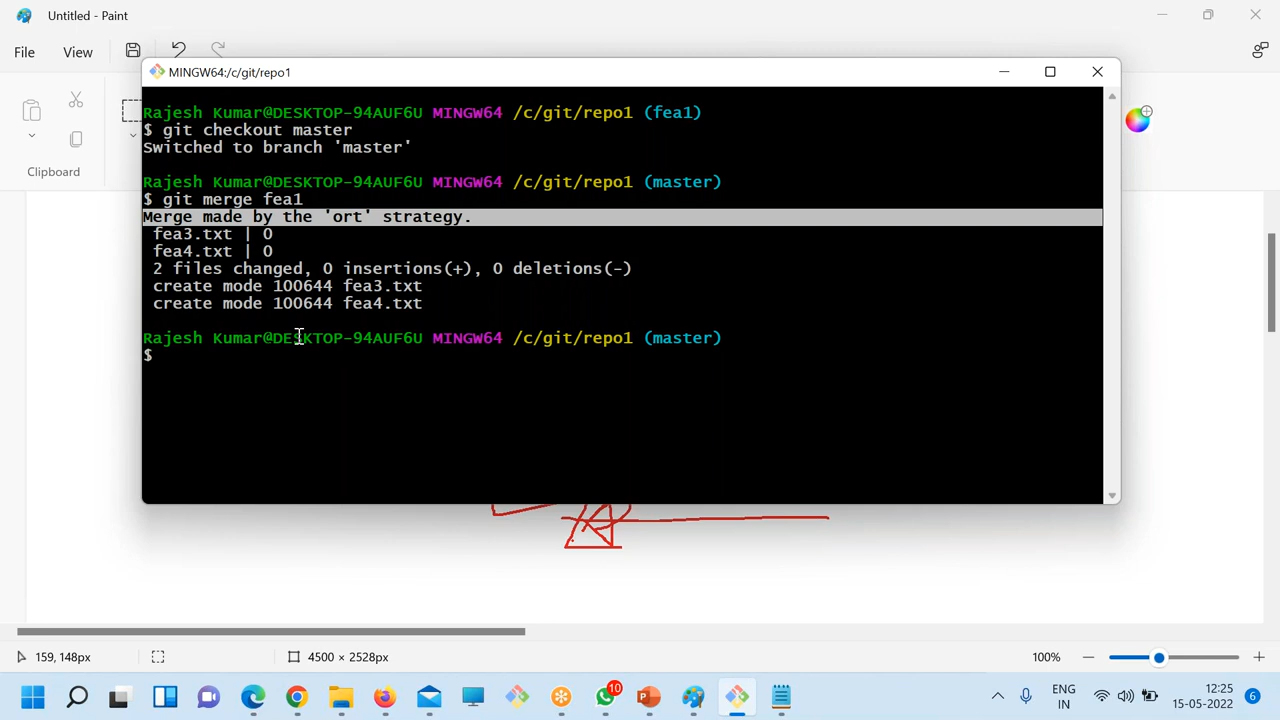 Untitled - Paint
File View
MINGW64:/c/git/repo1
Clipboard
Rajesh Kumar@DESKTOP-94AUF6U MINGW64 /c/git/repo1 (fea1)
$ git checkout master
Switched to branch 'master'
Rajesh Kumar@DESKTOP-94AUF6U MINGW64 /c/git/repo1 (master)
$ git merge fea1
Merge made by the 'ort' strategy.
fea3.txt | 0
fea4.txt | 0
2 files changed, 0 insertions(+), 0 deletions(-)
create mode 100644 fea3.txt
create mode 100644 fea4.txt
Rajesh Kumar@DESKTOP-94AUF6U MINGW64 /c/git/repo1 (master)
$
159, 148px 4500 × 2528px 100%
10
ENG
IN
12:25
15-05-2022
6